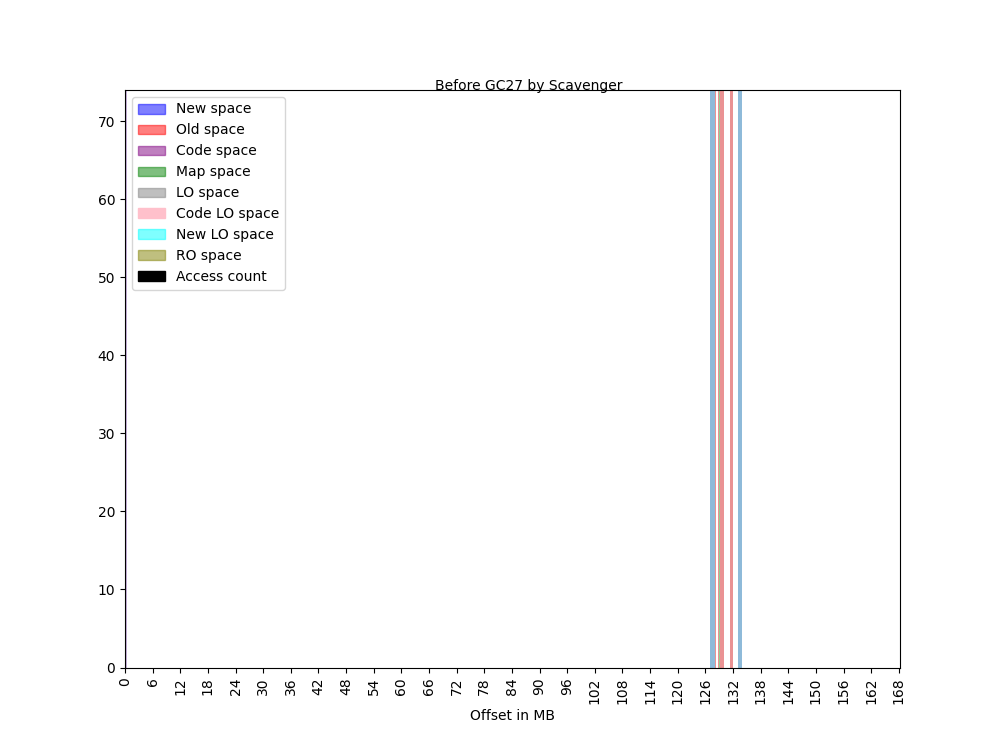 Before GC27 by Scavenger
New space
Old space
Code space
Map space
LO space
Code LO space
New LO space
RO space
Access count
70
60
50
40
30
20
10
0
0 6 12 18 24 30 36 42 48 54 60 66 72 78 84 90 96 102 108 114 120 126 132 138 144 150 156 162 168
Offset in MB